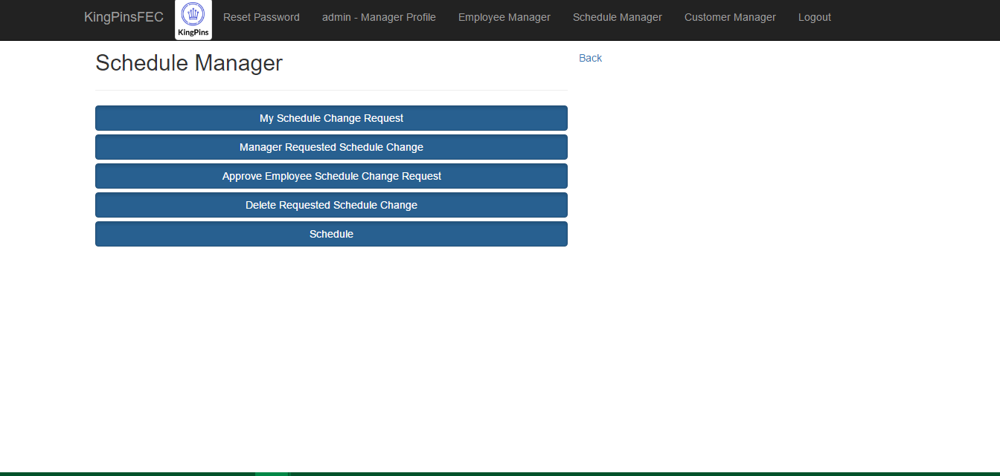 KingPinsFEC
KingPins
Reset Password
admin - Manager Profile
Employee Manager
Schedule Manager
Customer Manager
Logout
Schedule Manager
Back
My Schedule Change Request
Manager Requested Schedule Change
Approve Employee Schedule Change Request
Delete Requested Schedule Change
Schedule